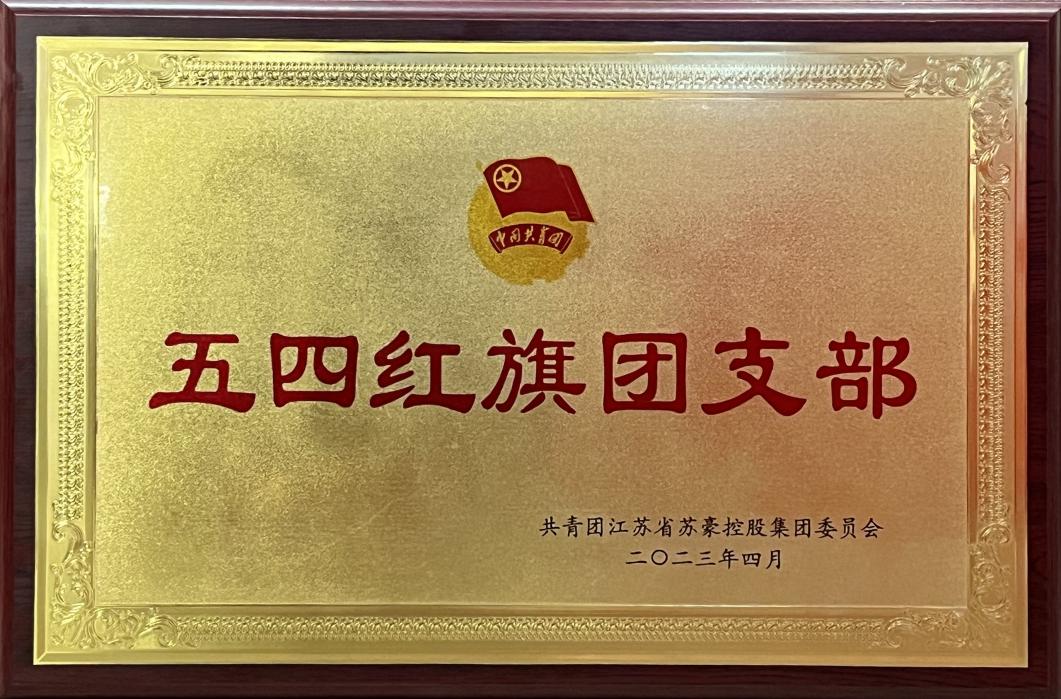 中国共青团
五四红旗团支部
共青团江苏省苏豪控股集团委员会
二〇二三年四月